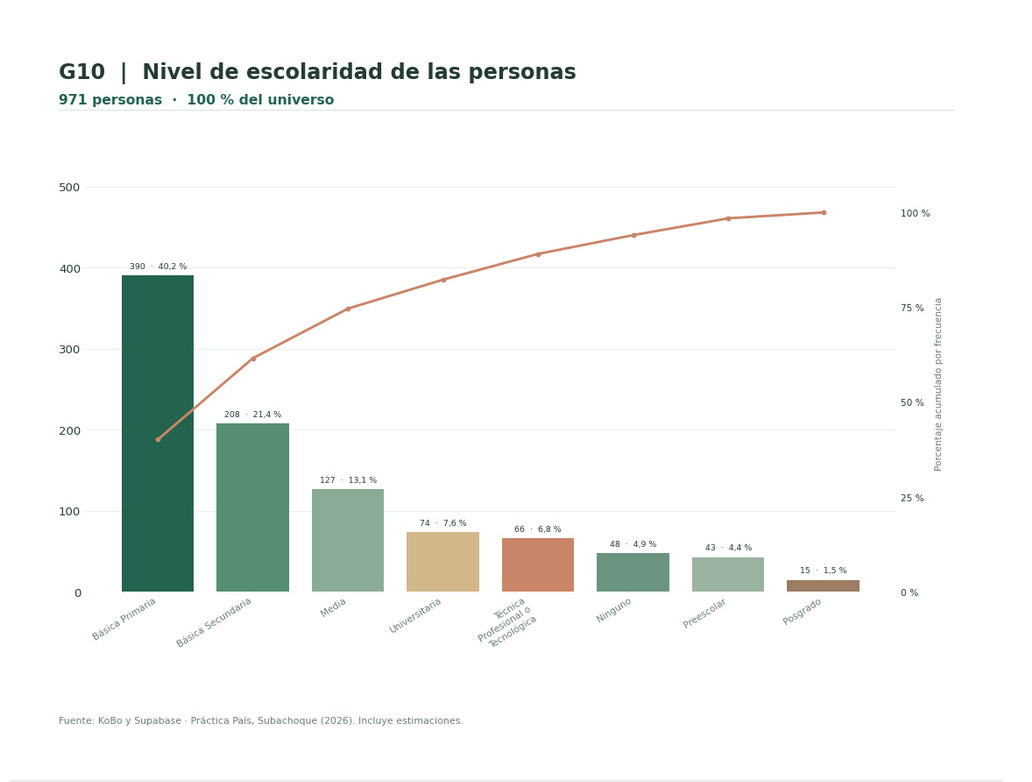 G10 | Nivel de escolaridad de las personas
971 personas · 100 % del universo
500
400
300
200
100
0
390 · 40,2 %
208 · 21,4 %
127 · 13,1 %
74 · 7,6 %
66 · 6,8 %
48 · 4,9 %
43 · 4,4 %
15 · 1,5 %
100 %
75 %
50 %
25 %
0 %
Porcentaje acumulado por frecuencia
Básica Primaria
Básica Secundaria
Media
Universitaria
Técnica
Profesional o
Tecnológica
Ninguno
Preescolar
Posgrado
Fuente: KoBo y Supabase · Práctica País, Subachoque (2026). Incluye estimaciones.